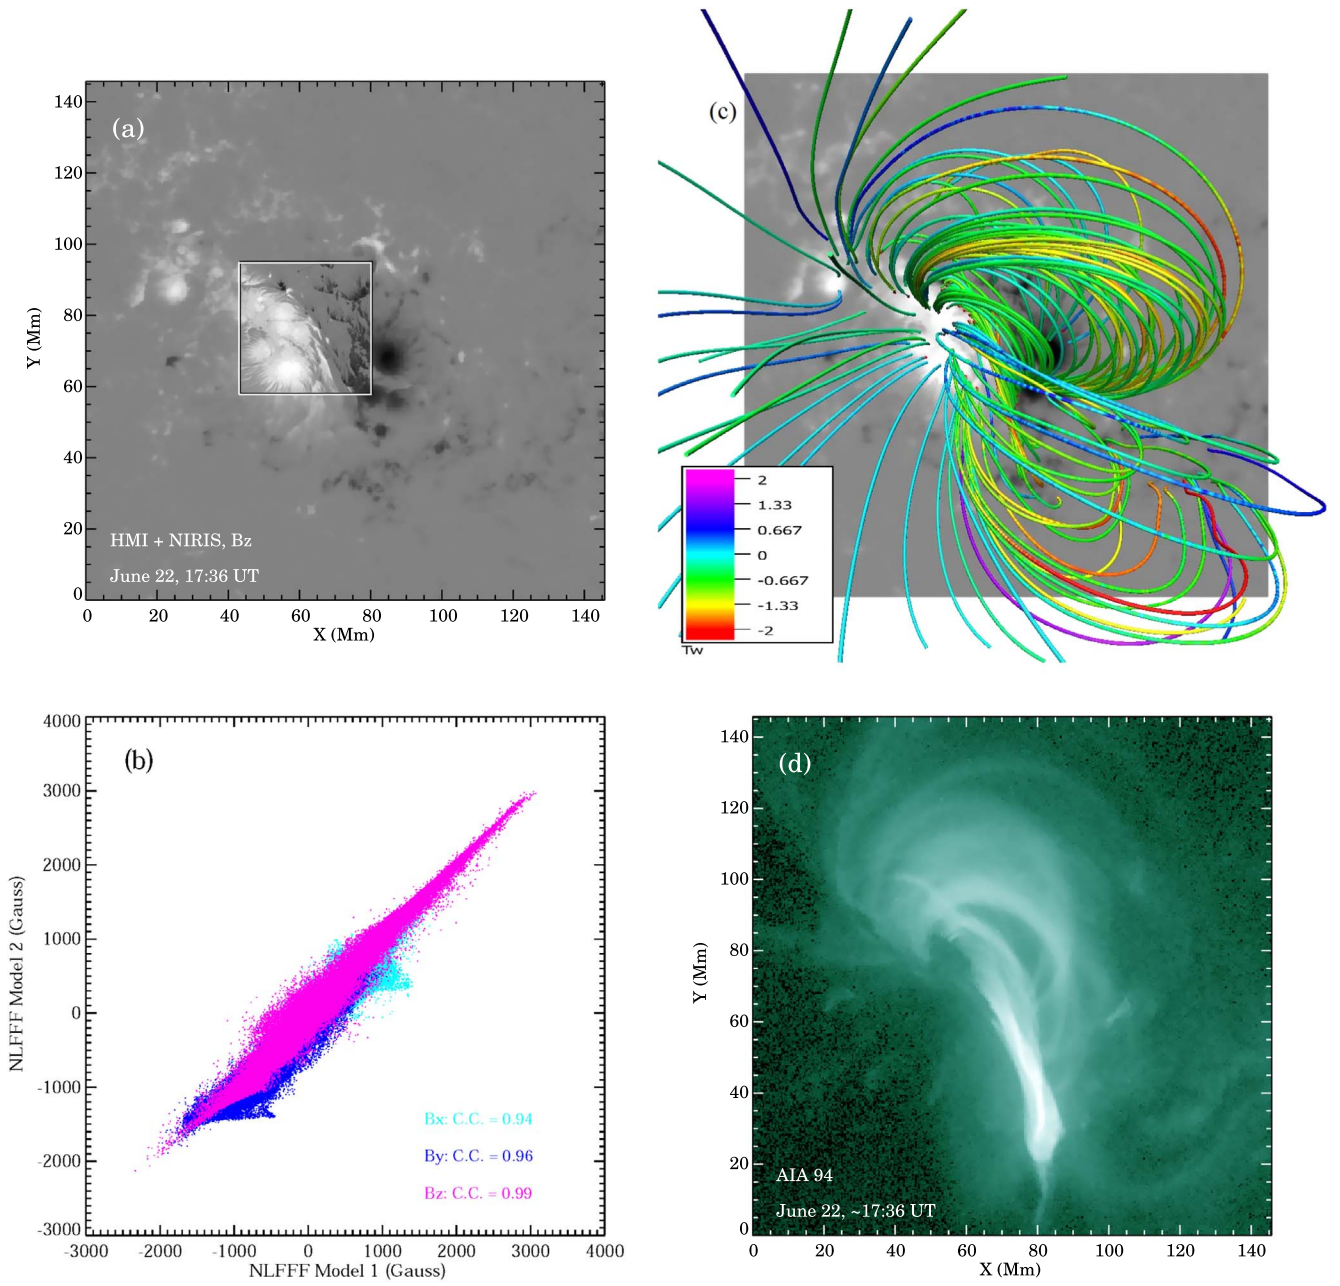 (a)
140
120
100
80
60
40
20
0
Y (Mm)
HMI + NIRIS, Bz
June 22, 17:36 UT
0 20 40 60 80 100 120 140
X (Mm)
(c)
2
1.33
0.667
0
-0.667
-1.33
-2
Tw
(b)
4000
3000
2000
1000
0
-1000
-2000
-3000
NLFFF Model 2 (Gauss)
Bx: C.C. = 0.94
By: C.C. = 0.96
Bz: C.C. = 0.99
-3000 -2000 -1000 0 1000 2000 3000 4000
NLFFF Model 1 (Gauss)
(d)
140
120
100
80
60
40
20
0
Y (Mm)
AIA 94
June 22, ~17:36 UT
0 20 40 60 80 100 120 140
X (Mm)